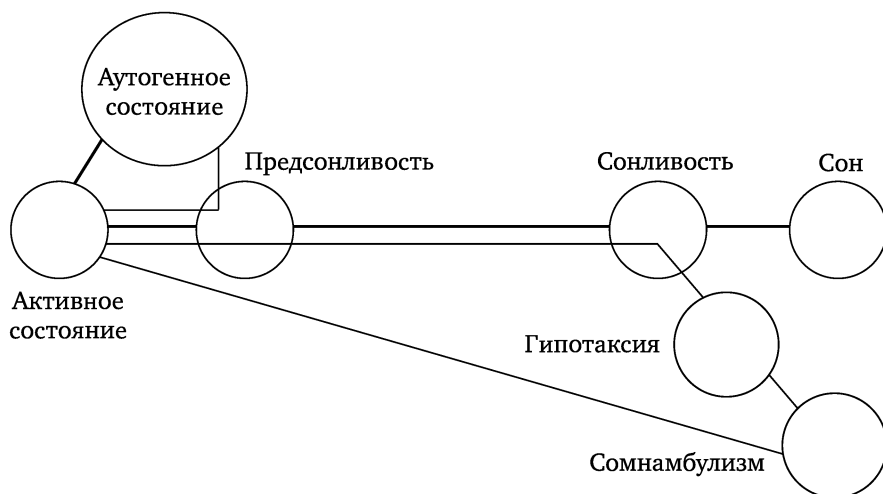 Аутогенное
состояние
Предсонливость
Сонливость
Сон
Активное
состояние
Гипотаксия
Сомнамбулизм